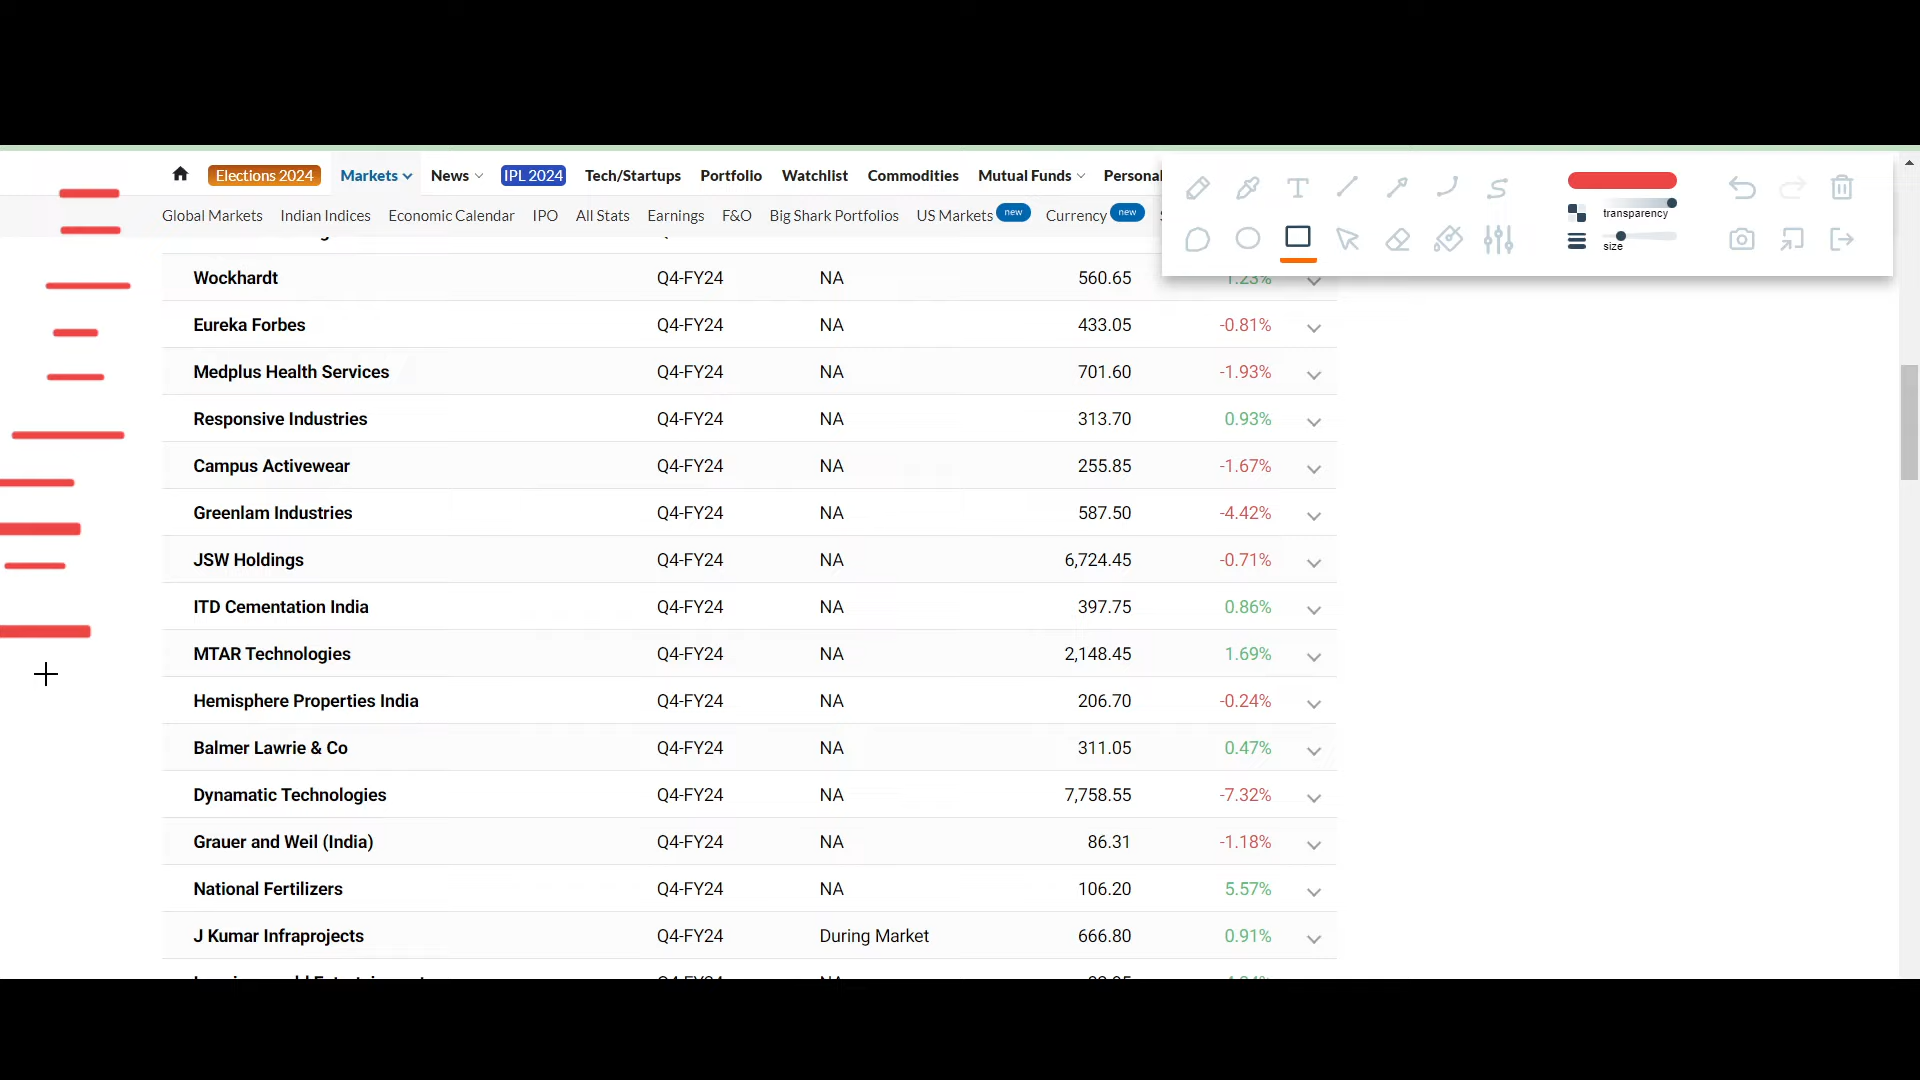 Elections 2024 Markets News IPL 2024 Tech/Startups Portfolio Watchlist Commodities Mutual Funds Personal
transparency
Global Markets Indian Indices Economic Calendar IPO All Stats Earnings F&O Big Shark Portfolios US Markets new Currency new
size
Wockhardt Q4-FY24 NA 560.65 1.23%
Eureka Forbes Q4-FY24 NA 433.05 -0.81%
Medplus Health Services Q4-FY24 NA 701.60 -1.93%
Responsive Industries Q4-FY24 NA 313.70 0.93%
Campus Activewear Q4-FY24 NA 255.85 -1.67%
Greenlam Industries Q4-FY24 NA 587.50 -4.42%
JSW Holdings Q4-FY24 NA 6,724.45 -0.71%
ITD Cementation India Q4-FY24 NA 397.75 0.86%
MTAR Technologies Q4-FY24 NA 2,148.45 1.69%
Hemisphere Properties India Q4-FY24 NA 206.70 -0.24%
Balmer Lawrie & Co Q4-FY24 NA 311.05 0.47%
Dynamatic Technologies Q4-FY24 NA 7,758.55 -7.32%
Grauer and Weil (India) Q4-FY24 NA 86.31 -1.18%
National Fertilizers Q4-FY24 NA 106.20 5.57%
J Kumar Infraprojects Q4-FY24 During Market 666.80 0.91%